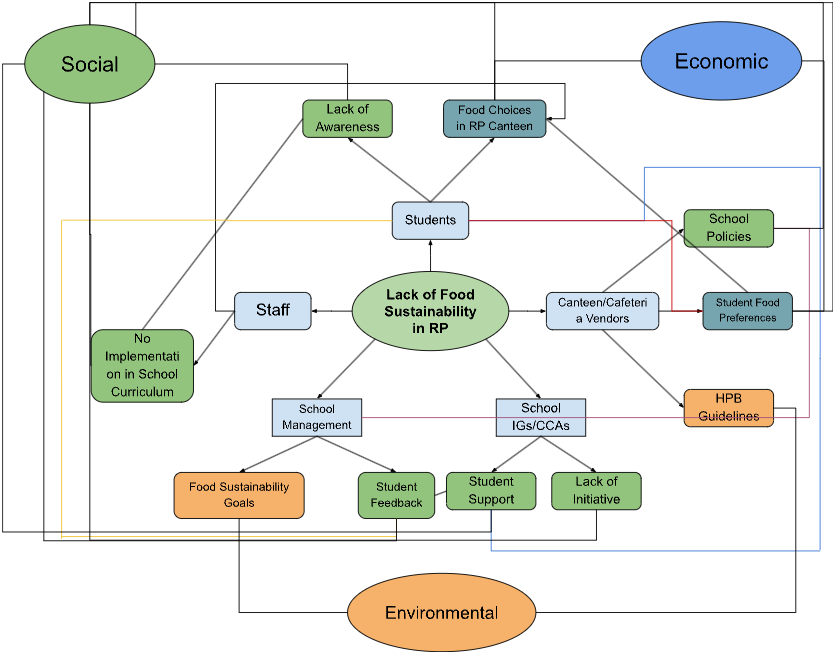 Social
Economic
Lack of
Awareness
Food Choices
in RP Canteen
Students
School
Policies
Staff
Lack of Food
Sustainability
in RP
Canteen/Cafeteri
a Vendors
Student Food
Preferences
No
Implementati
on in School
Curriculum
School
Management
School
IGs/CCAs
HPB
Guidelines
Food Sustainability
Goals
Student
Feedback
Student
Support
Lack of
Initiative
Environmental